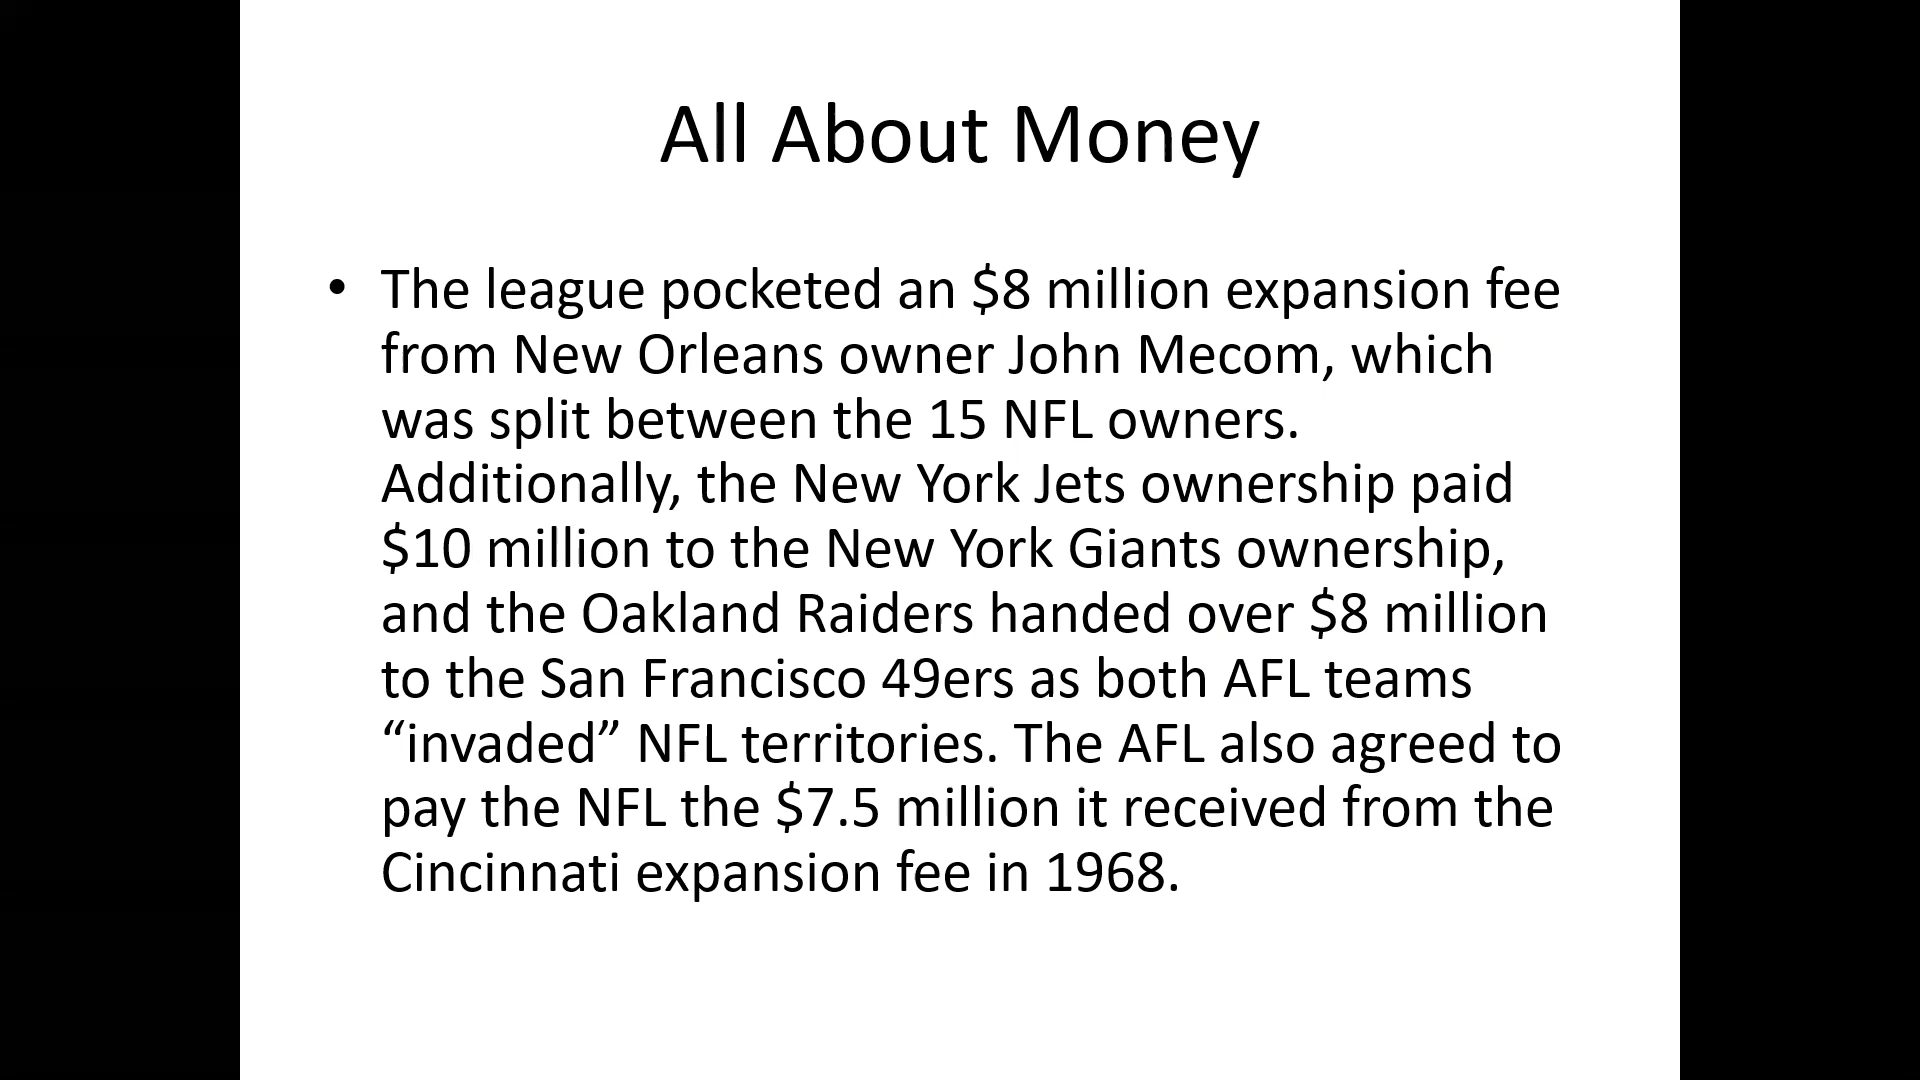 All About Money
• The league pocketed an $8 million expansion fee
from New Orleans owner John Mecom, which
was split between the 15 NFL owners.
Additionally, the New York Jets ownership paid
$10 million to the New York Giants ownership,
and the Oakland Raiders handed over $8 million
to the San Francisco 49ers as both AFL teams
“invaded” NFL territories. The AFL also agreed to
pay the NFL the $7.5 million it received from the
Cincinnati expansion fee in 1968.